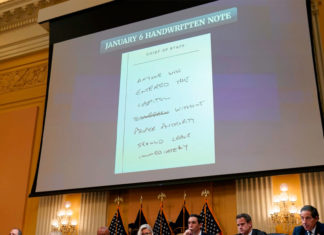 JANUARY 6 HANDWRITTEN NOTE
CHIEF OF STAFF
ANYONE WHO
ENTERED THE
CAPITOL
WITHOUT
PROPER AUTHORITY
SHOULD LEAVE
IMMEDIATELY